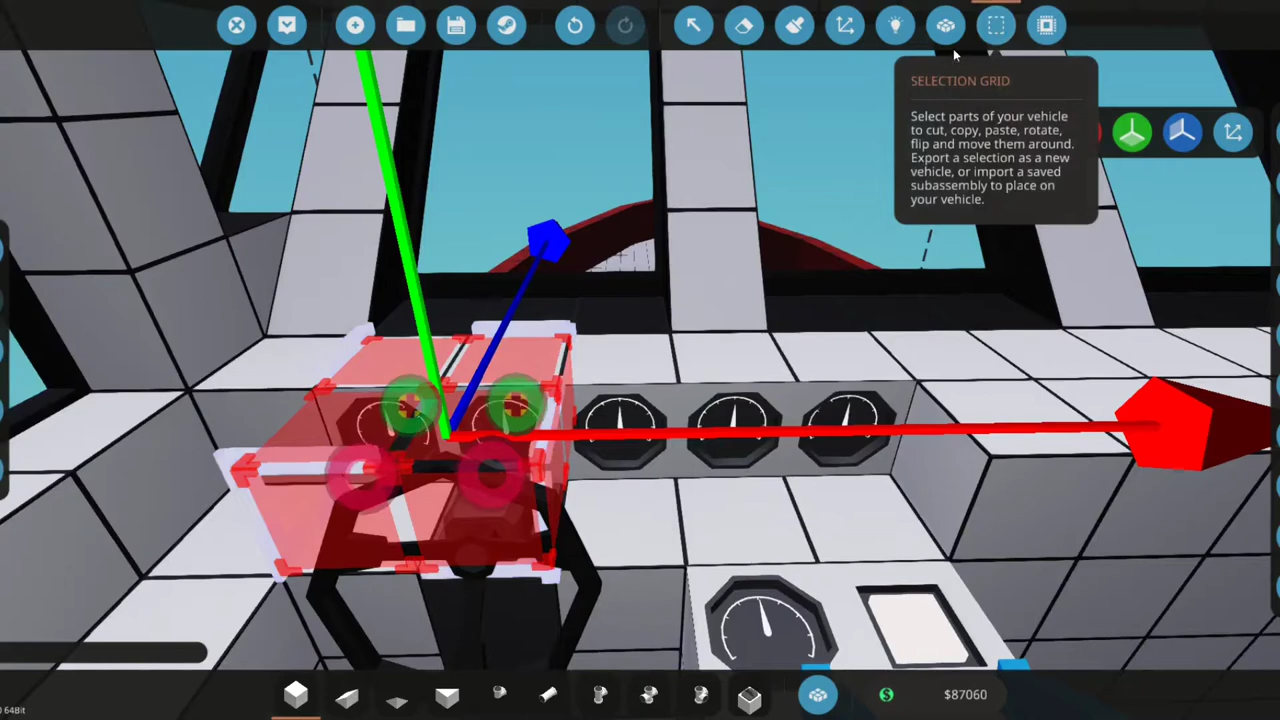 SELECTION GRID
Select parts of your vehicle
to cut, copy, paste, rotate,
flip and move them around.
Export a selection as a new
vehicle, or import a saved
subassembly to place on
your vehicle.
$87060
64Bit